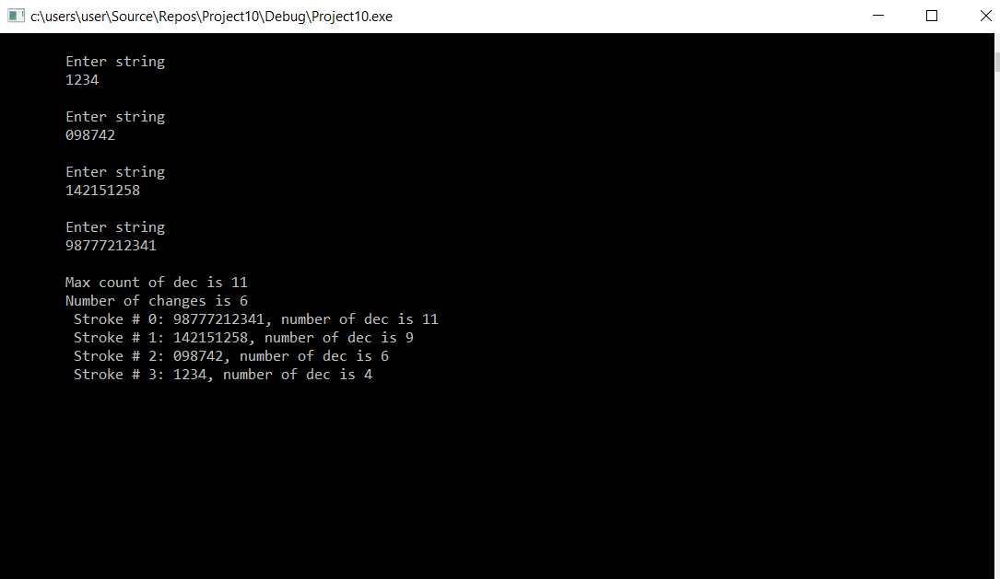 c:\users\user\Source\Repos\Project10\Debug\Project10.exe
Enter string
1234
Enter string
098742
Enter string
142151258
Enter string
98777212341
Max count of dec is 11
Number of changes is 6
Stroke # 0: 98777212341, number of dec is 11
Stroke # 1: 142151258, number of dec is 9
Stroke # 2: 098742, number of dec is 6
Stroke # 3: 1234, number of dec is 4